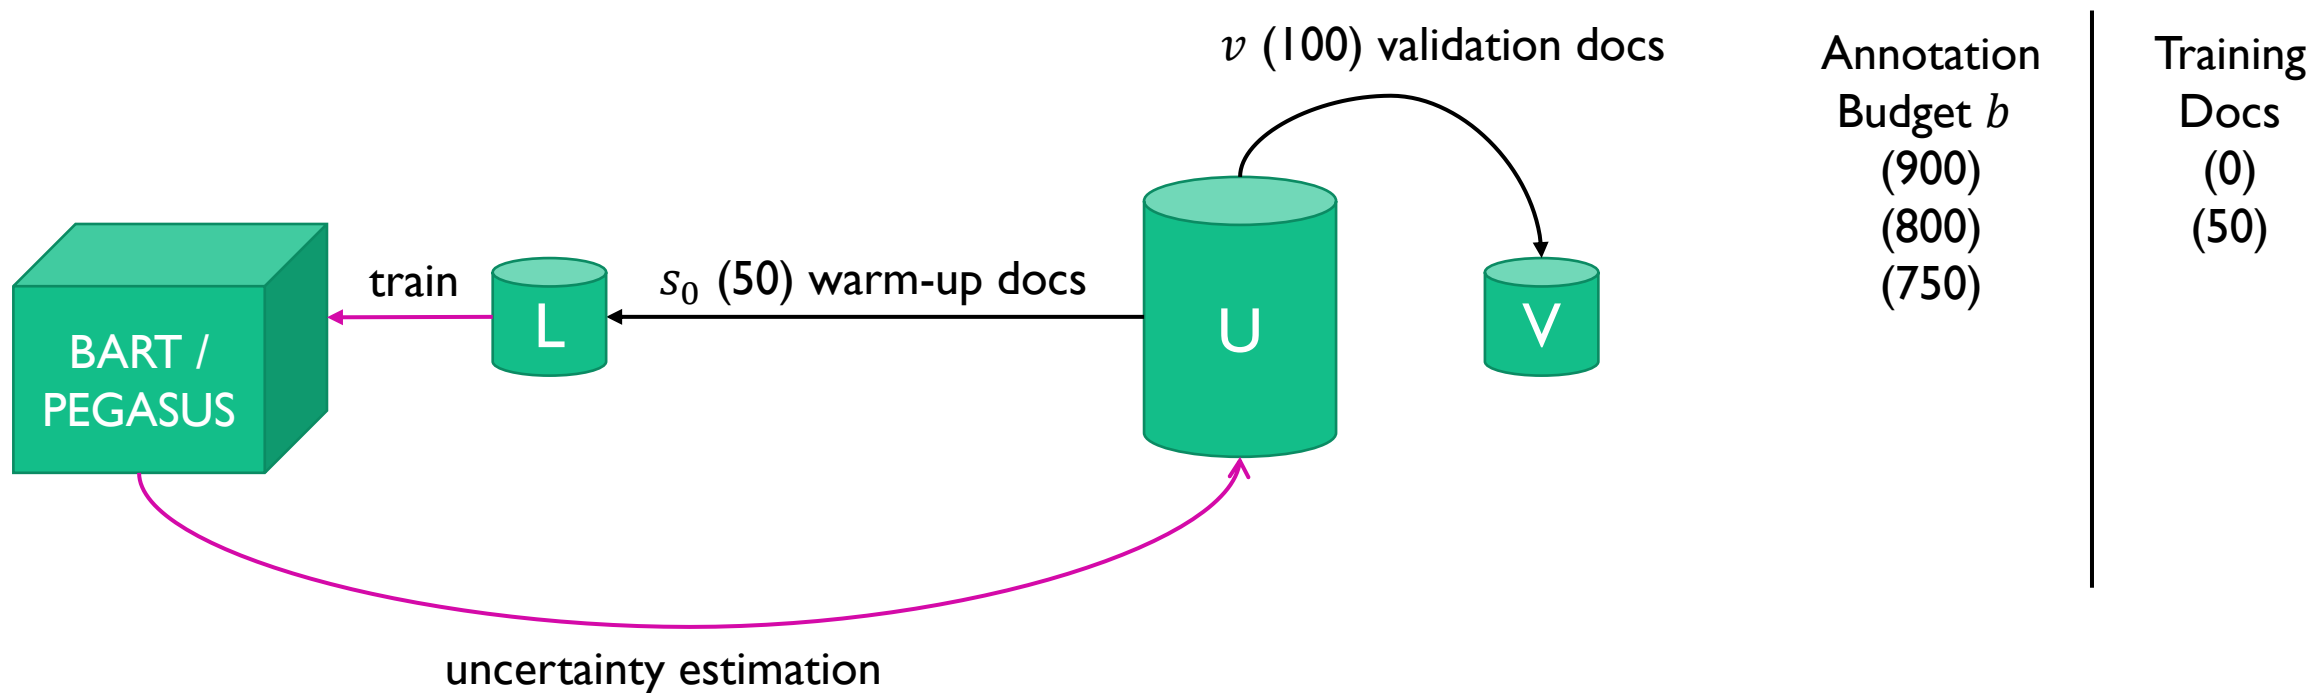 𝑣 (100) validation docs
Annotation
Budget 𝑏
(900)
(800)
(750)
Training
Docs
(0)
(50)
train
𝑠₀ (50) warm-up docs
BART /
PEGASUS
L
U
V
uncertainty estimation